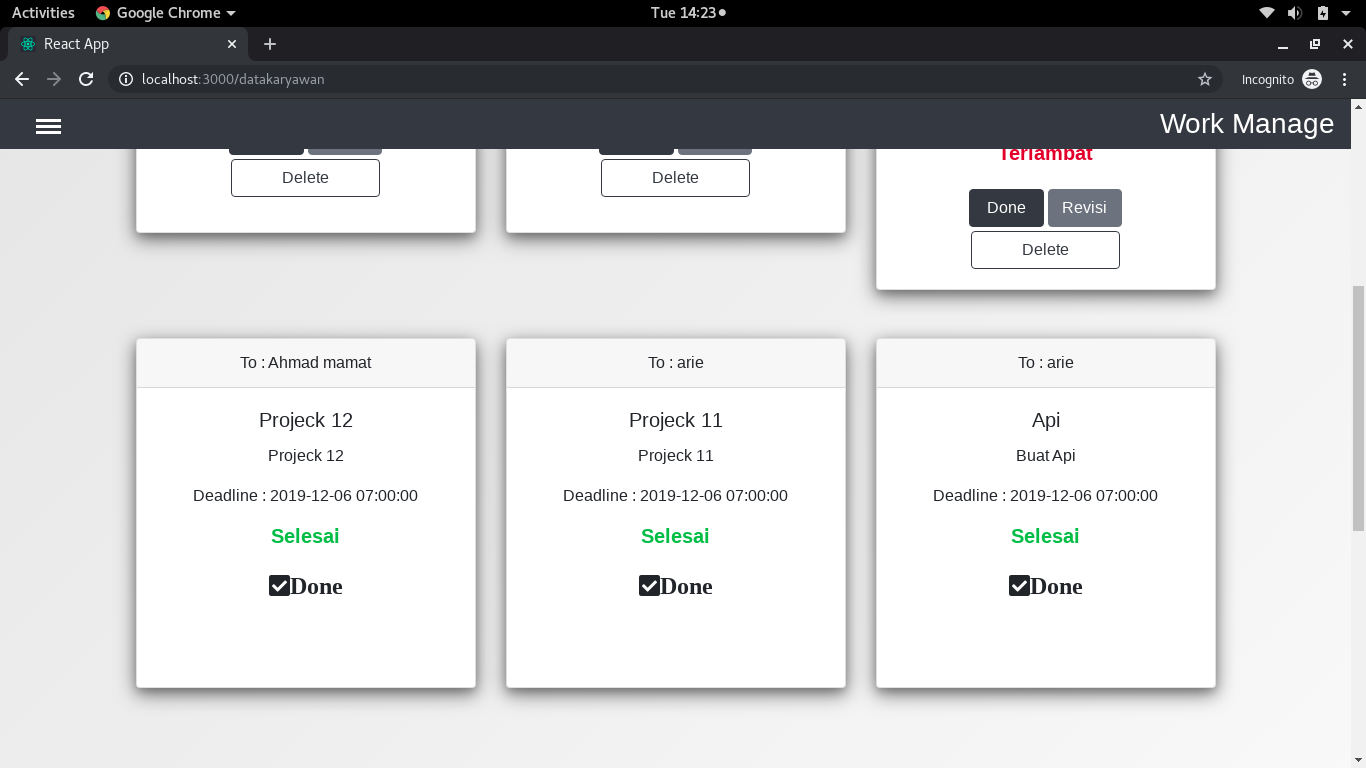 Activities Google Chrome Tue 14:23
React App
localhost:3000/datakaryawan Incognito
Work Manage
Terlambat
Delete Delete
Done Revisi
Delete
To : Ahmad mamat To : arie To : arie
Projeck 12 Projeck 11 Api
Projeck 12 Projeck 11 Buat Api
Deadline : 2019-12-06 07:00:00 Deadline : 2019-12-06 07:00:00 Deadline : 2019-12-06 07:00:00
Selesai Selesai Selesai
Done Done Done